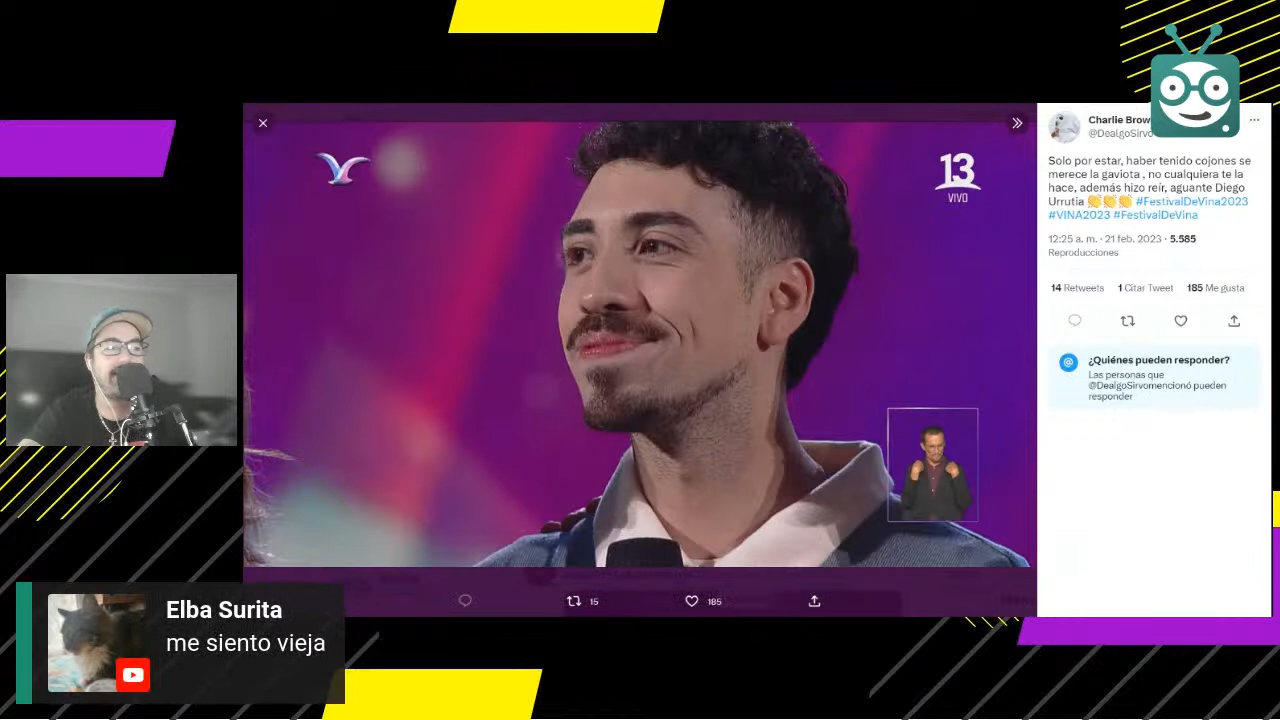 13
VIVO
Charlie Brow
@DealgoSirvo
Solo por estar, haber tenido cojones se
merece la gaviota , no cualquiera te la
hace, además hizo reír, aguante Diego
Urrutia 👏👏👏 #FestivalDeVina2023
#VINA2023 #FestivalDeVina
12:25 a. m. · 21 feb. 2023 · 5.585
Reproducciones
14 Retweets 1 Citar Tweet 185 Me gusta
@ ¿Quiénes pueden responder?
Las personas que
@DealgoSirvomencionó pueden
responder
15 185
Elba Surita
me siento vieja